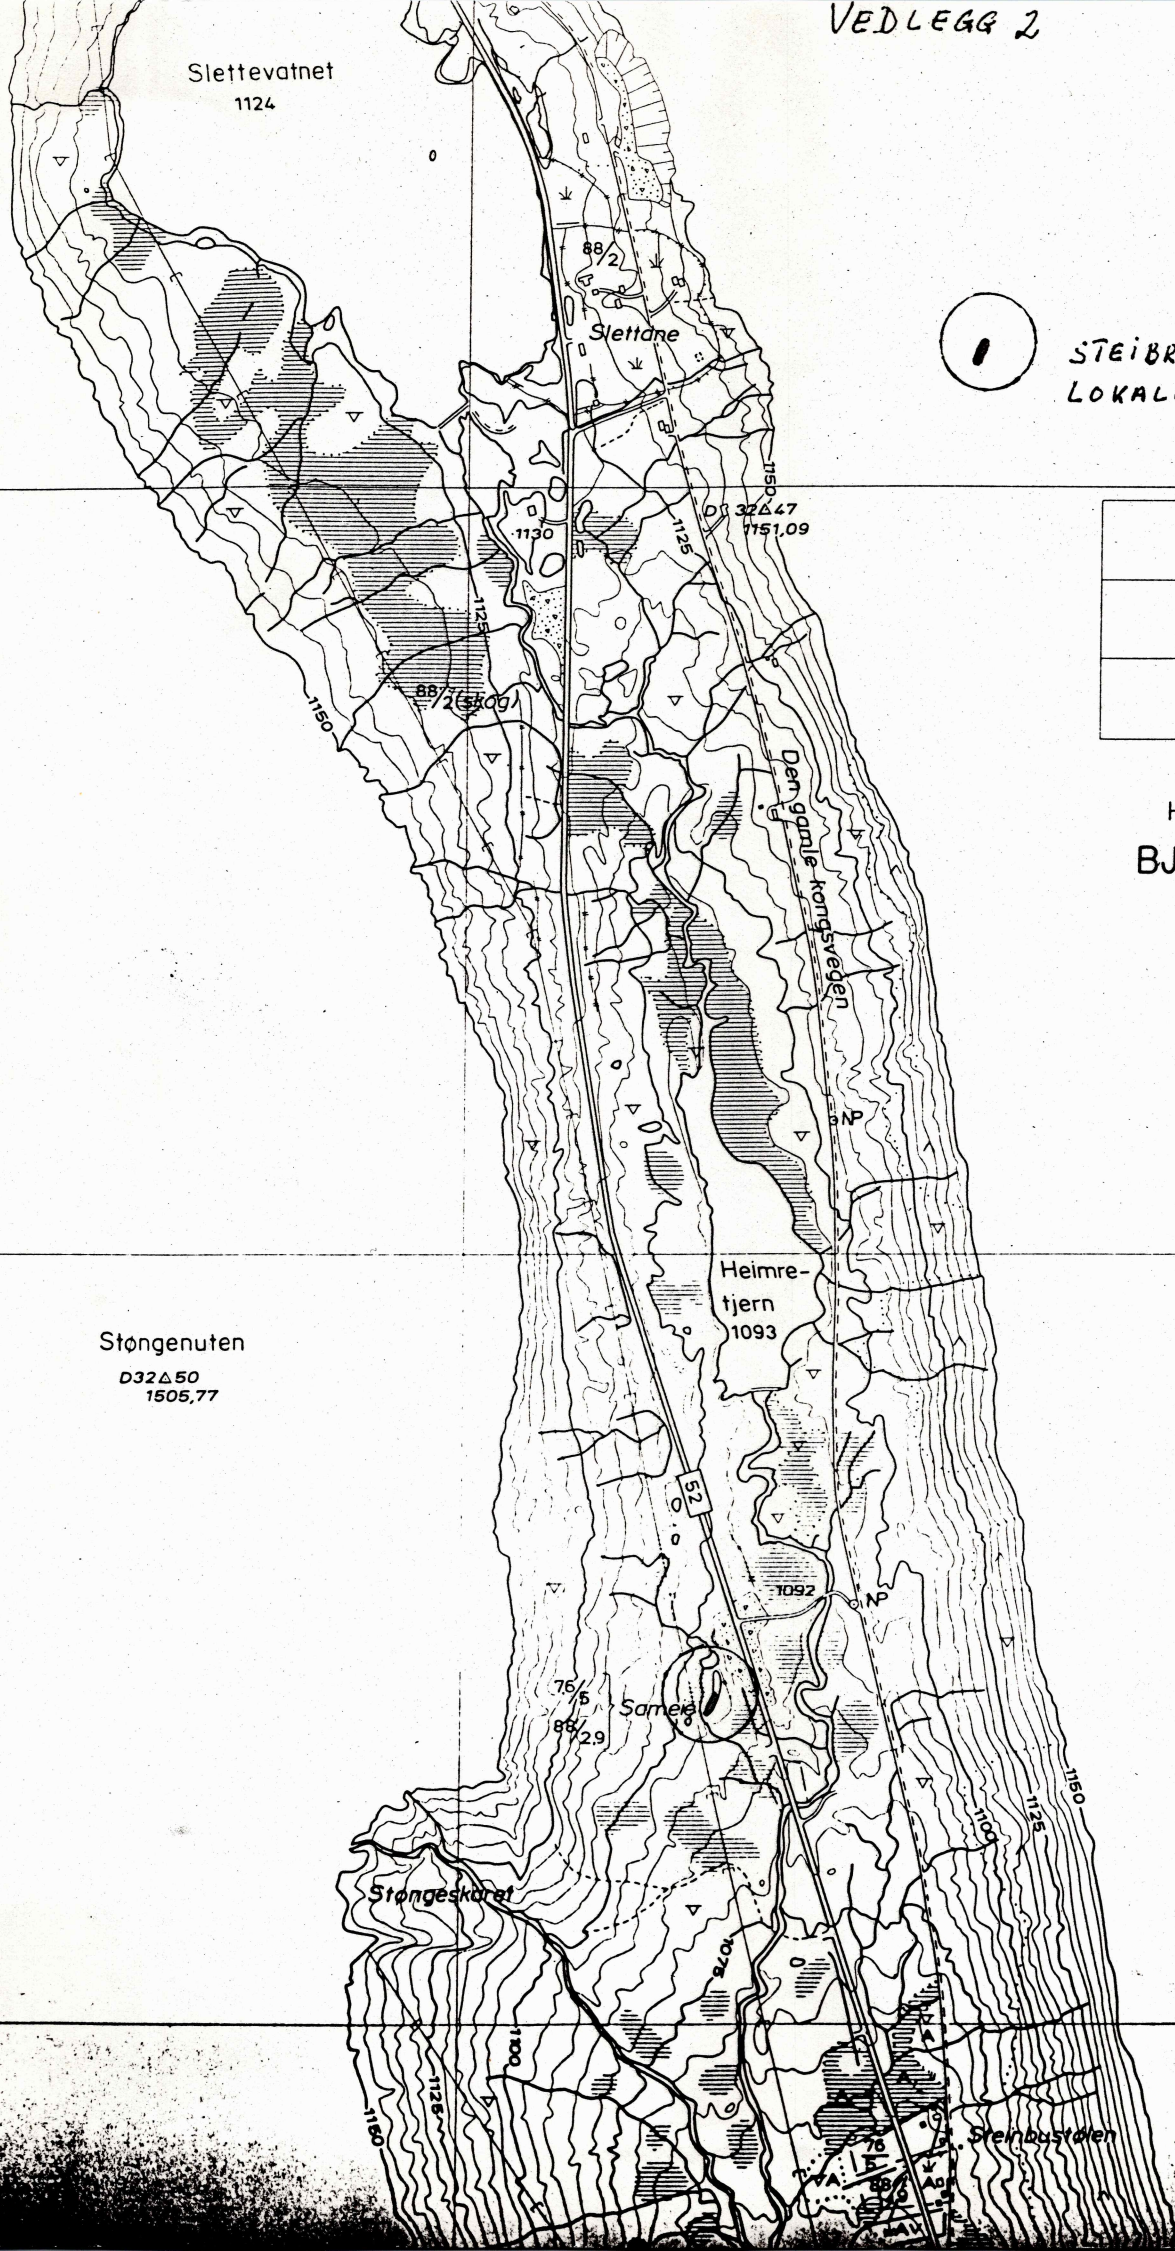 VEDLEGG 2
Slettevatnet
1124
88/2
Slettane
STEIBR
LOKAL
1150
D 32△47
1151,09
1125
1130
1125
88/2(skog)
1150
Den gamle kongsvegen
BJ
NP
Heimre-
tjern
1093
Støngenuten
D32△50
1505,77
52
1092
NP
76/5
Sameie
88/2.9
1150
1125
1100
Støngeskaret
1075
1100
1125
1150
Steinbustølen
76
88